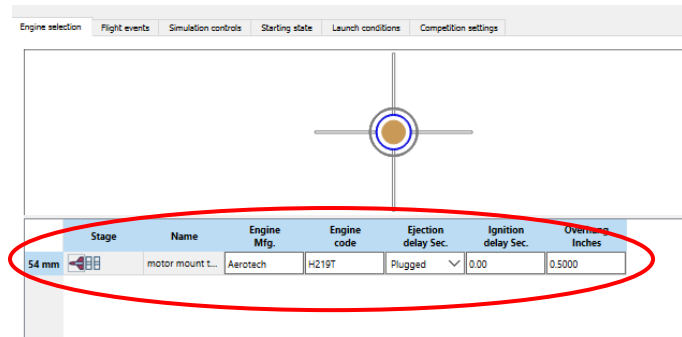 Engine selection Flight events Simulation controls Starting state Launch conditions Competition settings
Stage Name Engine Mfg. Engine code Ejection delay Sec. Ignition delay Sec. Overhang Inches
54 mm motor mount t... Aerotech H219T Plugged 0.00 0.5000